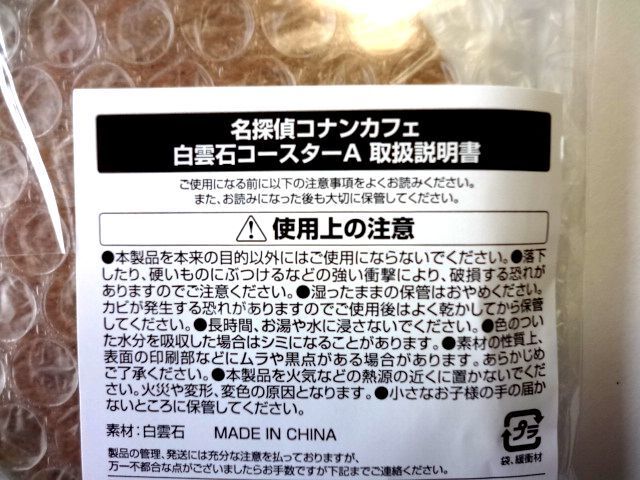 名探偵コナンカフェ
白雲石コースターA 取扱説明書
ご使用になる前に以下の注意事項をよくお読みください。
また、お読みになった後も大切に保管してください。
使用上の注意
●本製品を本来の目的以外にはご使用にならないでください。●落下
したり、硬いものにぶつけるなどの強い衝撃により、破損する恐れが
ありますのでご注意ください。●湿ったままの保管はおやめください。
カビが発生する恐れがありますのでご使用後はよく乾かしてから保管
してください。●長時間、お湯や水に浸さないでください。●色のつい
た水分を吸収した場合はシミになることがあります。●素材の性質上、
表面の印刷部などにムラや黒点がある場合があります。あらかじめ
ご了承ください。●本製品を火気などの熱源の近くに置かないでくだ
さい。火災や変形、変色の原因となります。●小さなお子様の手の届か
ないところに保管してください。
素材:白雲石 MADE IN CHINA
プラ
袋、緩衝材
製品の管理、発送には充分な注意を払っておりますが、
万一不都合な点がございましたらお手数ですが下記までご連絡ください。